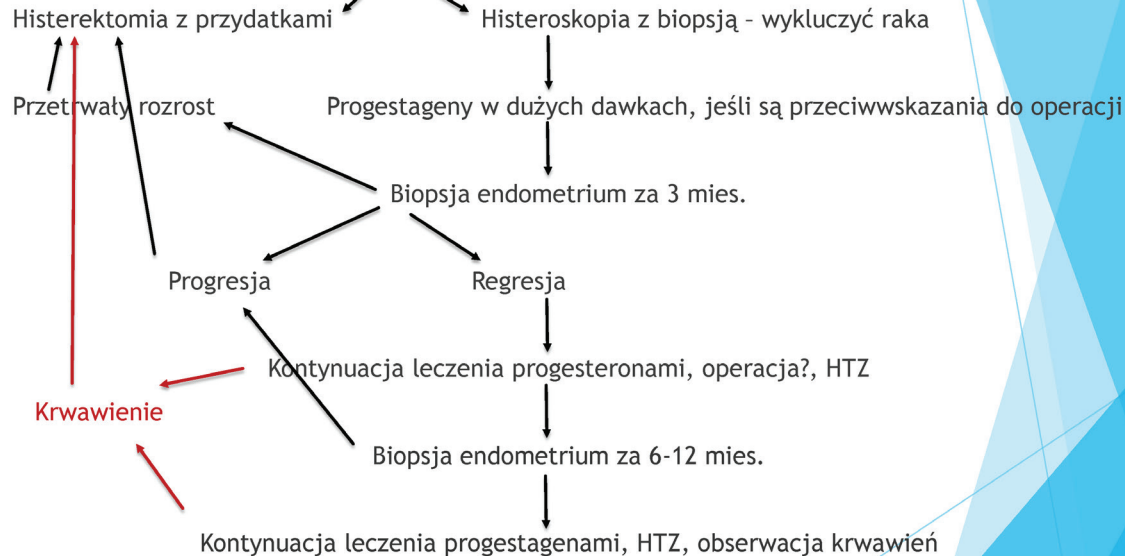 Histerektomia z przydatkami
Histeroskopia z biopsją – wykluczyć raka
Przetrwały rozrost
Progestageny w dużych dawkach, jeśli są przeciwwskazania do operacji
Biopsja endometrium za 3 mies.
Progresja
Regresja
Kontynuacja leczenia progesteronami, operacja?, HTZ
Krwawienie
Biopsja endometrium za 6-12 mies.
Kontynuacja leczenia progestagenami, HTZ, obserwacja krwawień